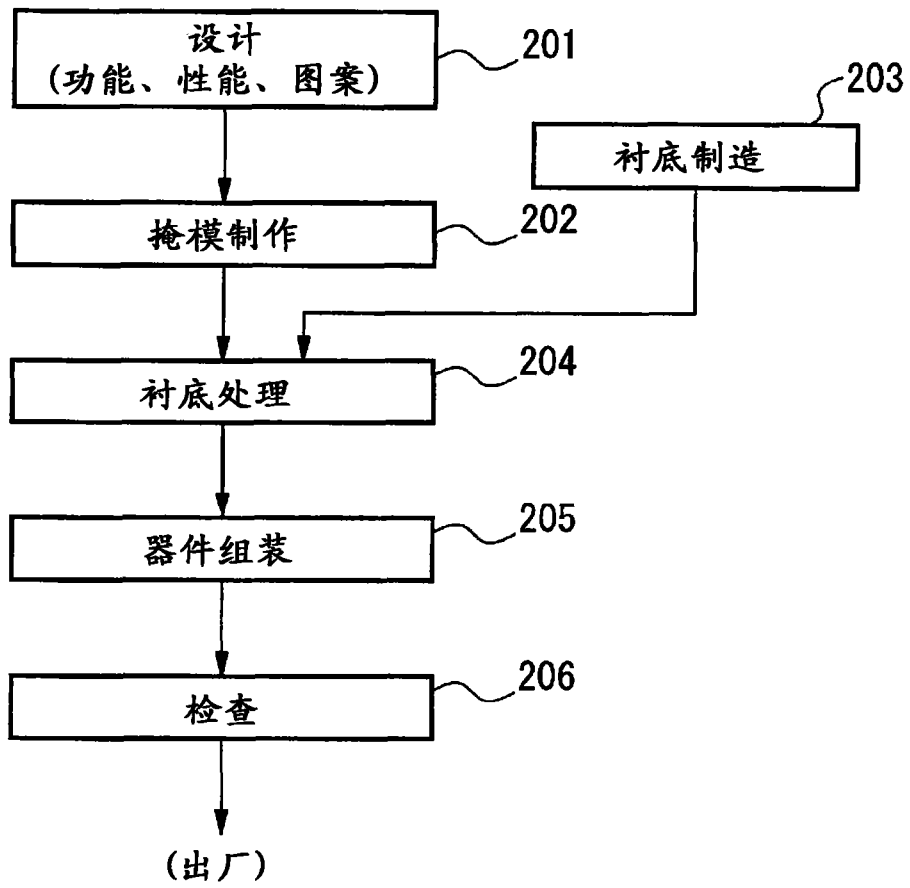 设计
(功能、性能、图案)
201
203
衬底制造
掩模制作
202
衬底处理
204
器件组装
205
检查
206
(出厂)